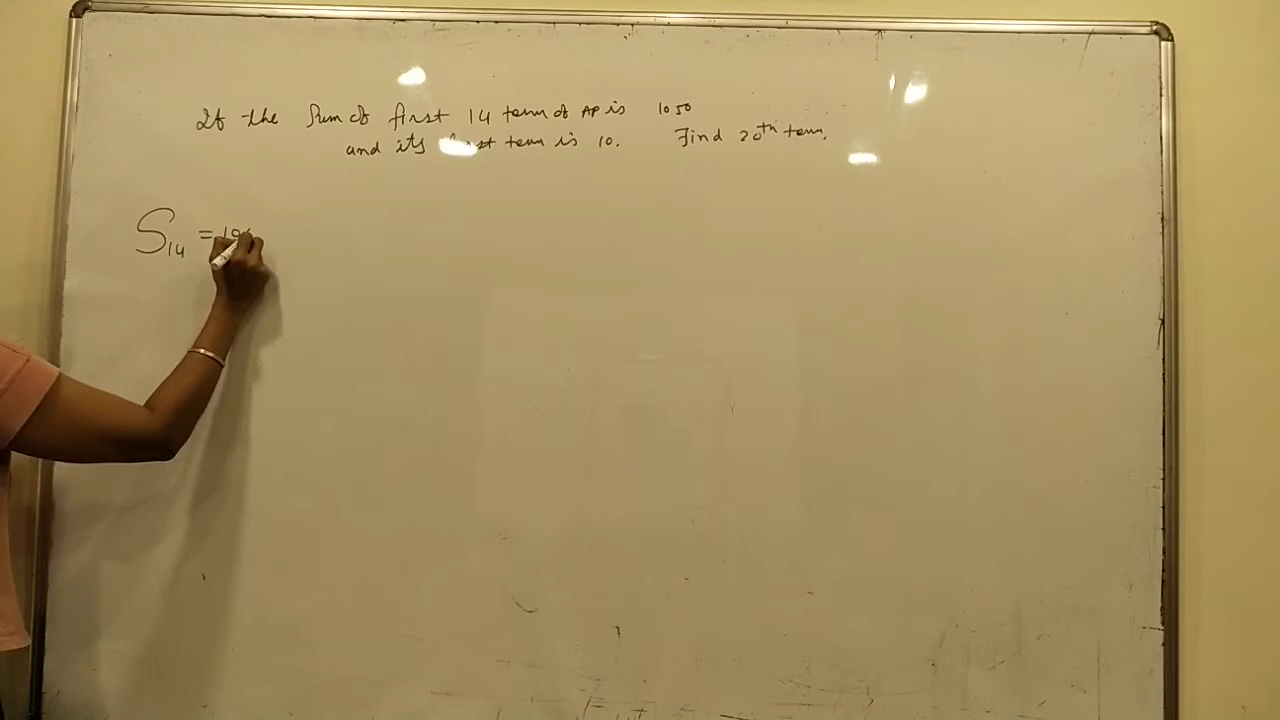 If the Sum of first 14 term of AP is 1050
and its first term is 10. Find 20th term.
S14 = 10